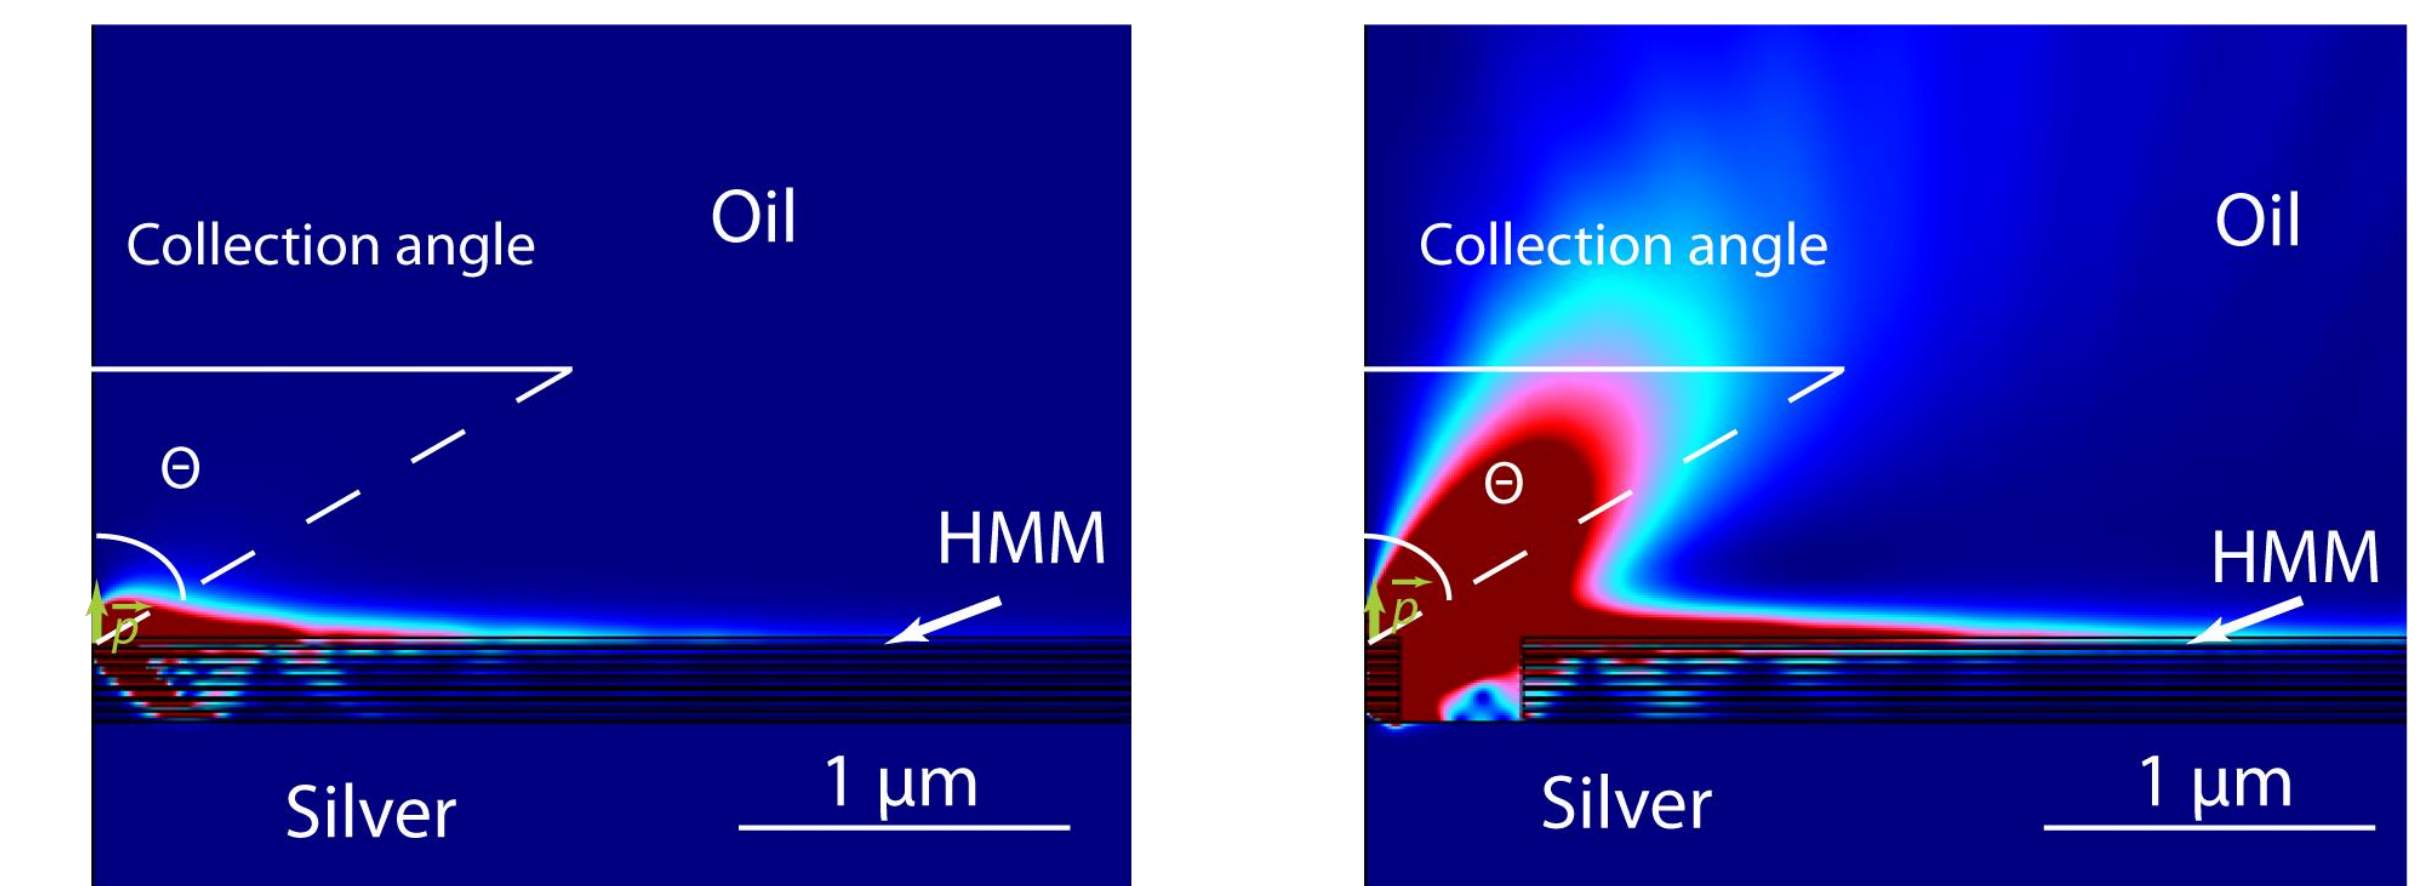 Oil
Collection angle
Θ
HMM
p
Silver
1 μm
Oil
Collection angle
Θ
HMM
p
Silver
1 μm